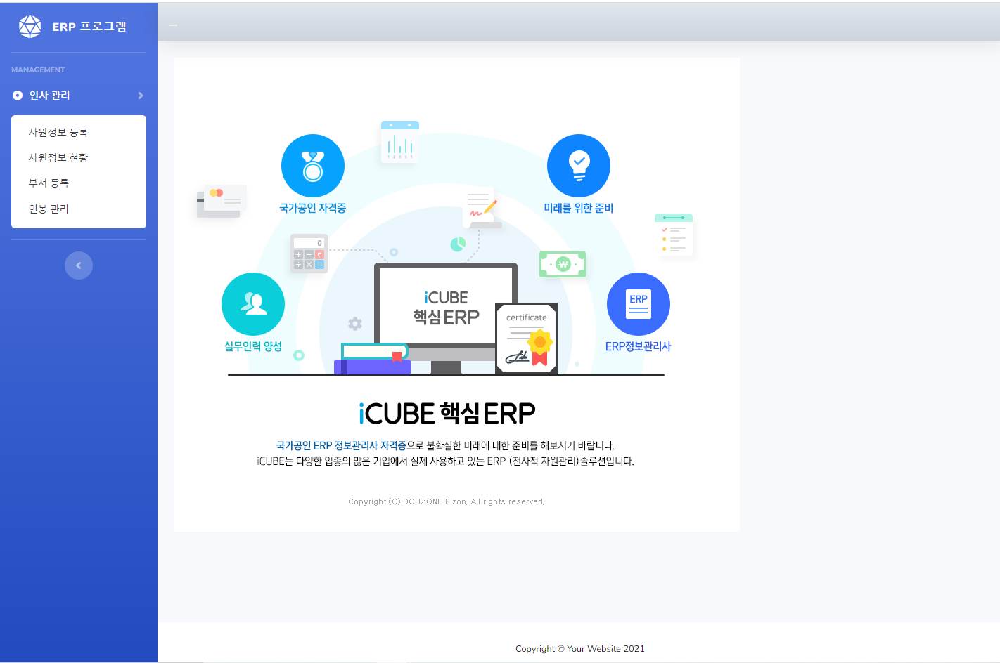 ERP 프로그램
MANAGEMENT
인사 관리
사원정보 등록
사원정보 현황
부서 등록
연봉 관리
국가공인 자격증
미래를 위한 준비
0
+ − C
÷ × =
₩
ERP
iCUBE
핵심 ERP
certificate
실무인력 양성
ERP정보관리사
iCUBE 핵심 ERP
국가공인 ERP 정보관리사 자격증으로 불확실한 미래에 대한 준비를 해보시기 바랍니다.
iCUBE는 다양한 업종의 많은 기업에서 실제 사용하고 있는 ERP (전사적 자원관리)솔루션입니다.
Copyright (C) DOUZONE Bizon. All rights reserved.
Copyright © Your Website 2021